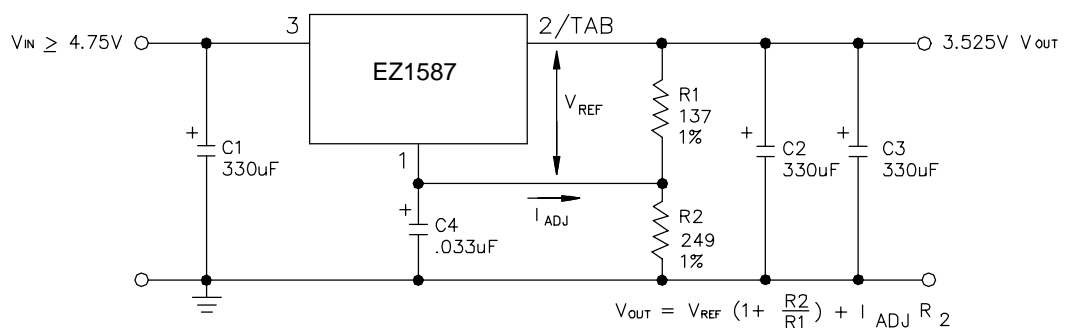 3
2/TAB
VIN ≥ 4.75V
3.525V VOUT
EZ1587
VREF
R1
137
1%
1
+
C1
330uF
+
C2
330uF
+
C3
330uF
IADJ
+
C4
.033uF
R2
249
1%
VOUT = VREF (1+ R2/R1) + I ADJ R2